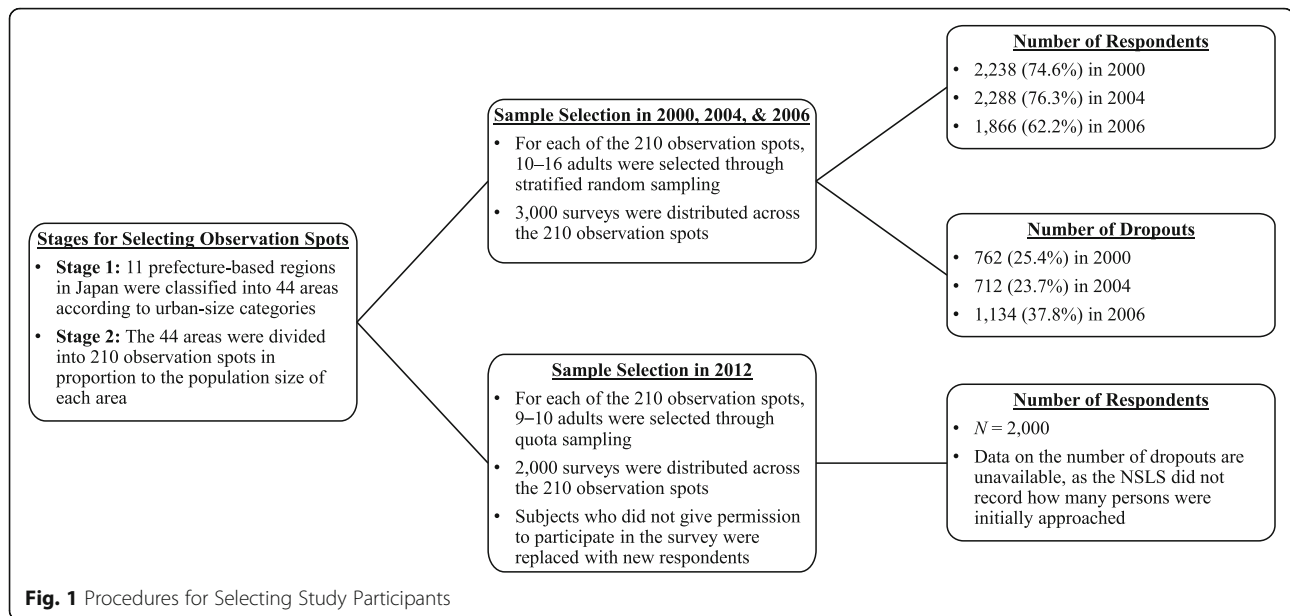 Stages for Selecting Observation Spots
• Stage 1: 11 prefecture-based regions
in Japan were classified into 44 areas
according to urban-size categories
• Stage 2: The 44 areas were divided
into 210 observation spots in
proportion to the population size of
each area
Sample Selection in 2000, 2004, & 2006
• For each of the 210 observation spots,
10–16 adults were selected through
stratified random sampling
• 3,000 surveys were distributed across
the 210 observation spots
Number of Respondents
• 2,238 (74.6%) in 2000
• 2,288 (76.3%) in 2004
• 1,866 (62.2%) in 2006
Number of Dropouts
• 762 (25.4%) in 2000
• 712 (23.7%) in 2004
• 1,134 (37.8%) in 2006
Sample Selection in 2012
• For each of the 210 observation spots,
9–10 adults were selected through
quota sampling
• 2,000 surveys were distributed across
the 210 observation spots
• Subjects who did not give permission
to participate in the survey were
replaced with new respondents
Number of Respondents
• N = 2,000
• Data on the number of dropouts are
unavailable, as the NSLS did not
record how many persons were
initially approached
Fig. 1 Procedures for Selecting Study Participants